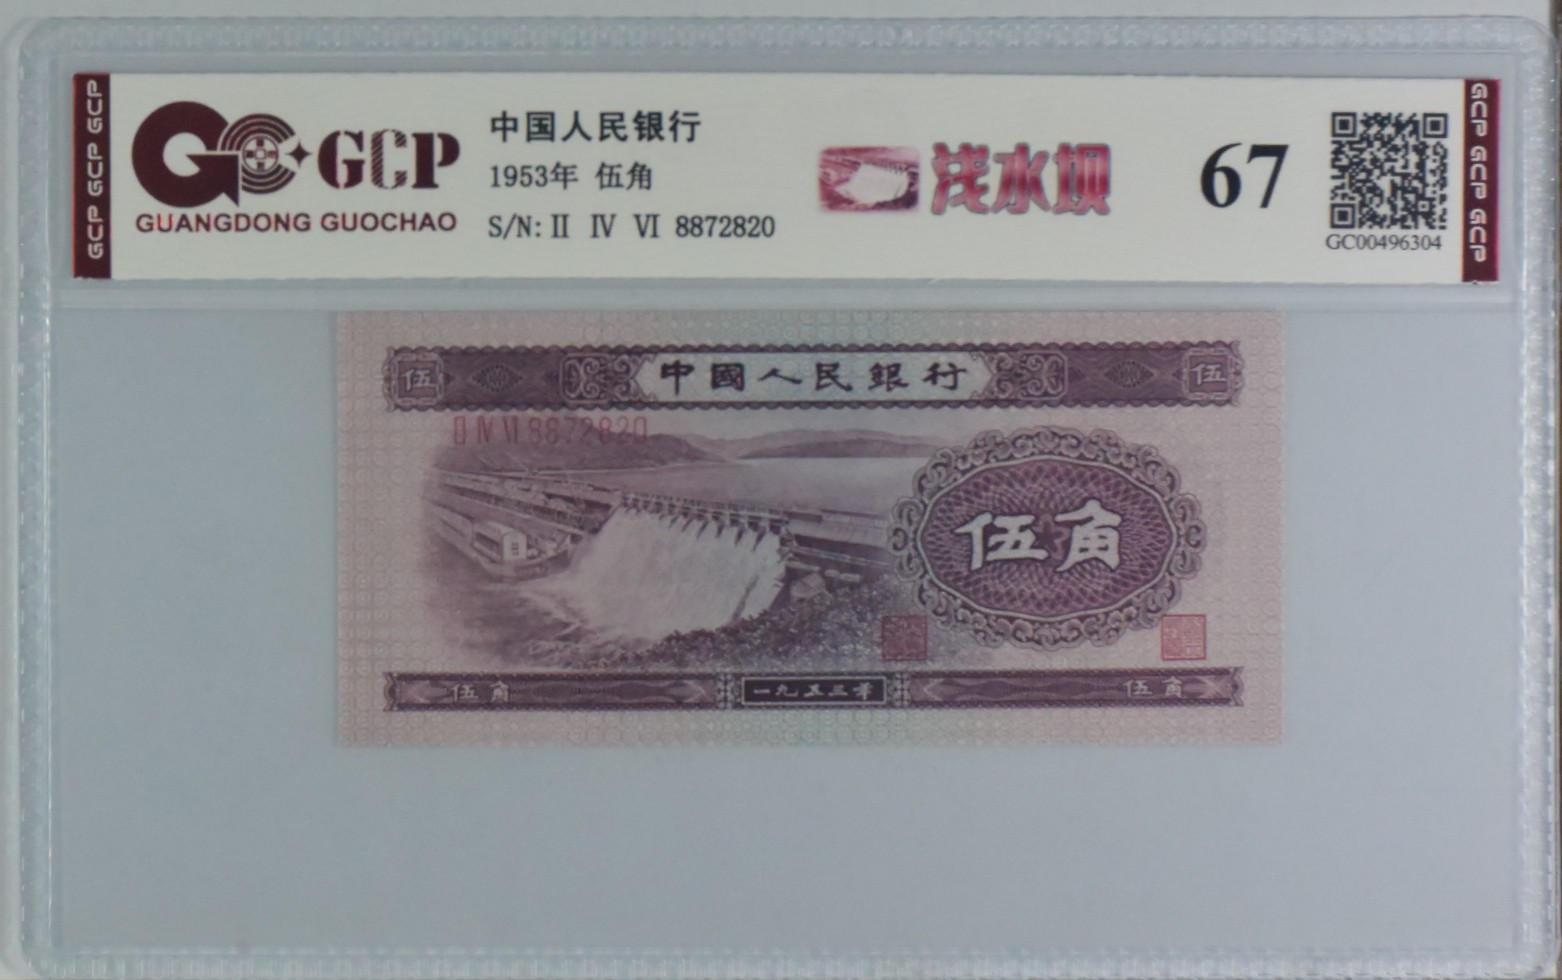 GCP GCP GCP
GCP
GUANGDONG GUOCHAO
中国人民银行
1953年 伍角
S/N: II IV VI 8872820
浅水坝
67
GC00496304
GCP GCP GCP
伍 中國人民銀行 伍
II IV VI 8872820
伍角
伍角 一九五三年 伍角